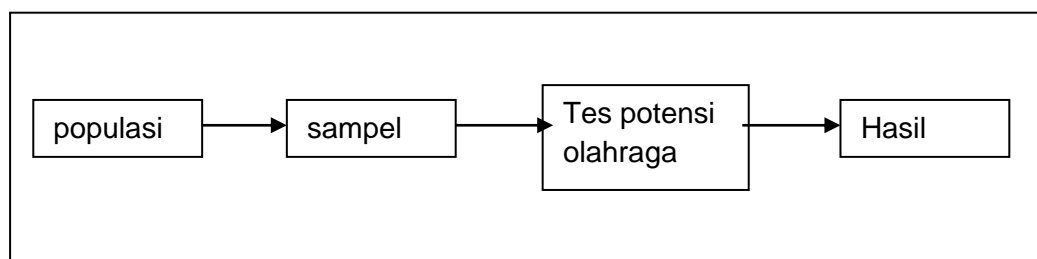 populasi
sampel
Tes potensi
olahraga
Hasil